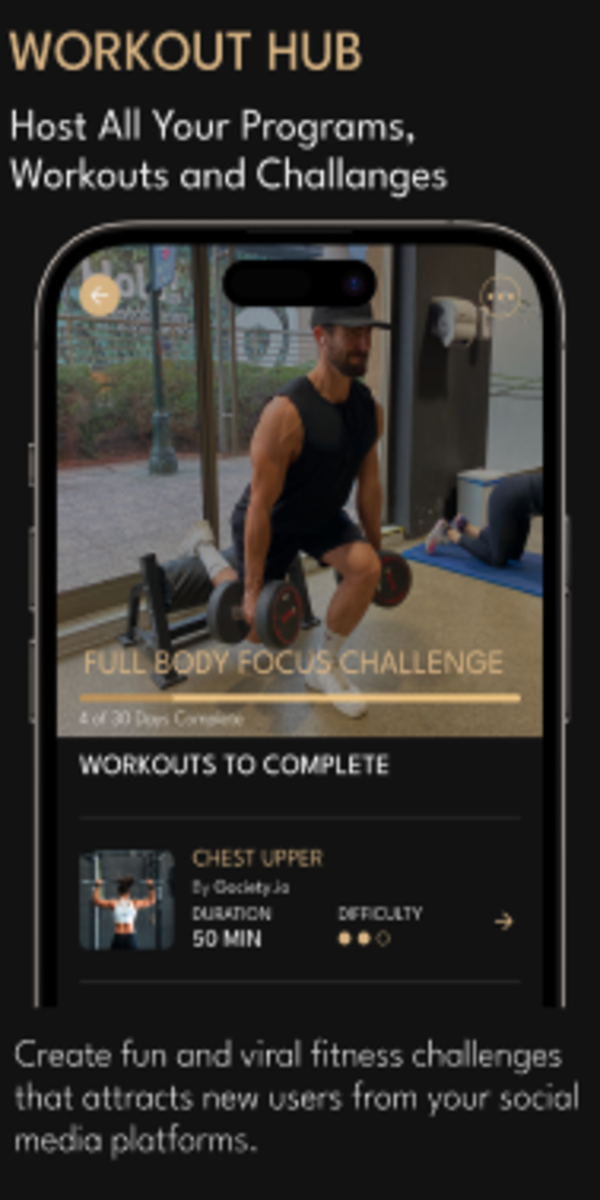 WORKOUT HUB
Host All Your Programs,
Workouts and Challanges
FULL BODY FOCUS CHALLENGE
4 of 30 Days Complete
WORKOUTS TO COMPLETE
CHEST UPPER
By Gociety.io
DURATION DIFFICULTY
50 MIN
Create fun and viral fitness challenges
that attracts new users from your social
media platforms.